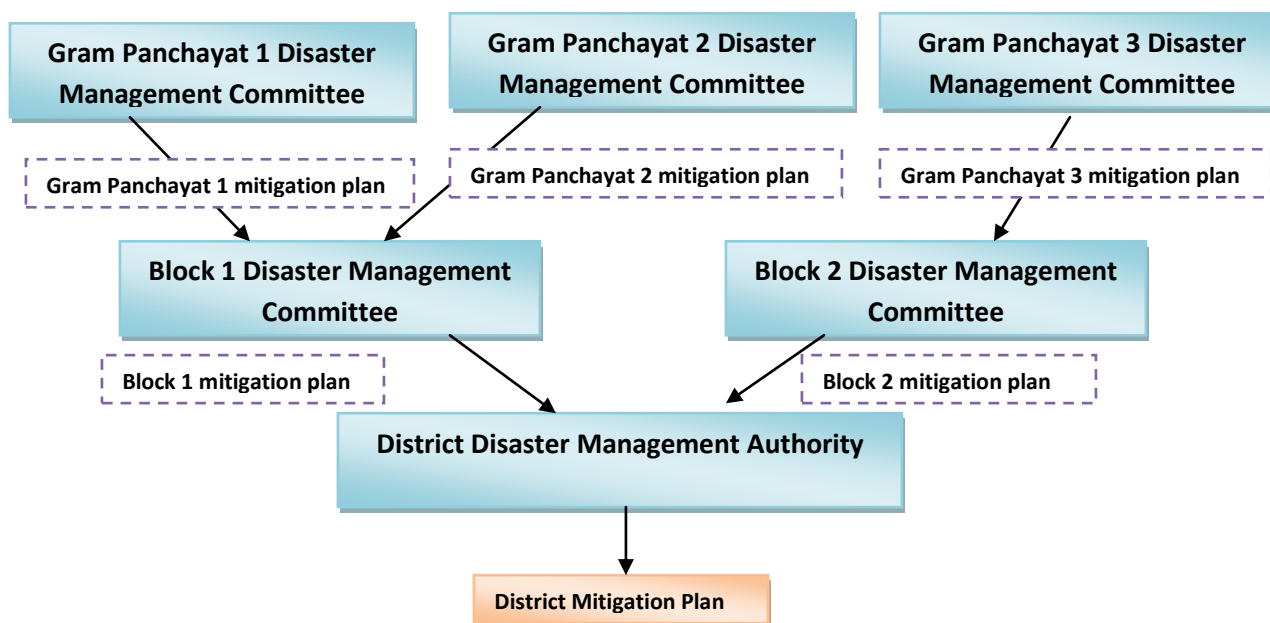 Gram Panchayat 1 Disaster
Management Committee
Gram Panchayat 2 Disaster
Management Committee
Gram Panchayat 3 Disaster
Management Committee
Gram Panchayat 1 mitigation plan
Gram Panchayat 2 mitigation plan
Gram Panchayat 3 mitigation plan
Block 1 Disaster Management
Committee
Block 2 Disaster Management
Committee
Block 1 mitigation plan
Block 2 mitigation plan
District Disaster Management Authority
District Mitigation Plan